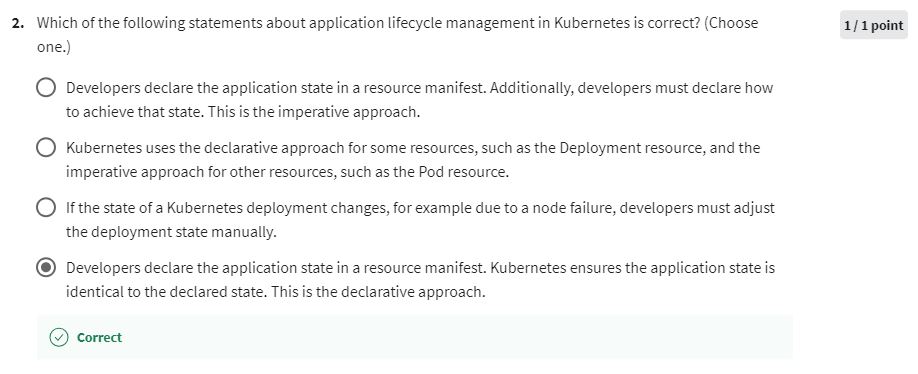 2. Which of the following statements about application lifecycle management in Kubernetes is correct? (Choose
one.)
1 / 1 point
Developers declare the application state in a resource manifest. Additionally, developers must declare how
to achieve that state. This is the imperative approach.
Kubernetes uses the declarative approach for some resources, such as the Deployment resource, and the
imperative approach for other resources, such as the Pod resource.
If the state of a Kubernetes deployment changes, for example due to a node failure, developers must adjust
the deployment state manually.
Developers declare the application state in a resource manifest. Kubernetes ensures the application state is
identical to the declared state. This is the declarative approach.
Correct